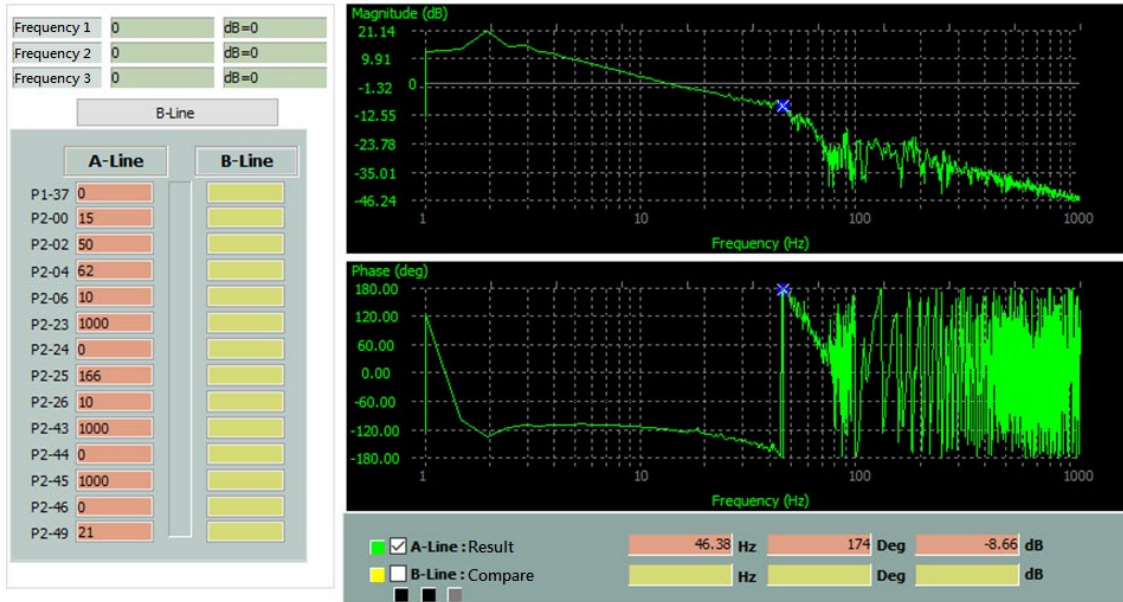 Frequency 1 0 dB=0
Frequency 2 0 dB=0
Frequency 3 0 dB=0
B-Line
A-Line B-Line
P1-37 0
P2-00 15
P2-02 50
P2-04 62
P2-06 10
P2-23 1000
P2-24 0
P2-25 166
P2-26 10
P2-43 1000
P2-44 0
P2-45 1000
P2-46 0
P2-49 21
Magnitude (dB)
21.14
9.91
0
-1.32
-12.55
-23.78
-35.01
-46.24
1 10 100 1000
Frequency (Hz)
Phase (deg)
180.00
120.00
60.00
0.00
-60.00
-120.00
-180.00
1 10 100 1000
Frequency (Hz)
A-Line : Result 46.38 Hz 174 Deg -8.66 dB
B-Line : Compare Hz Deg dB